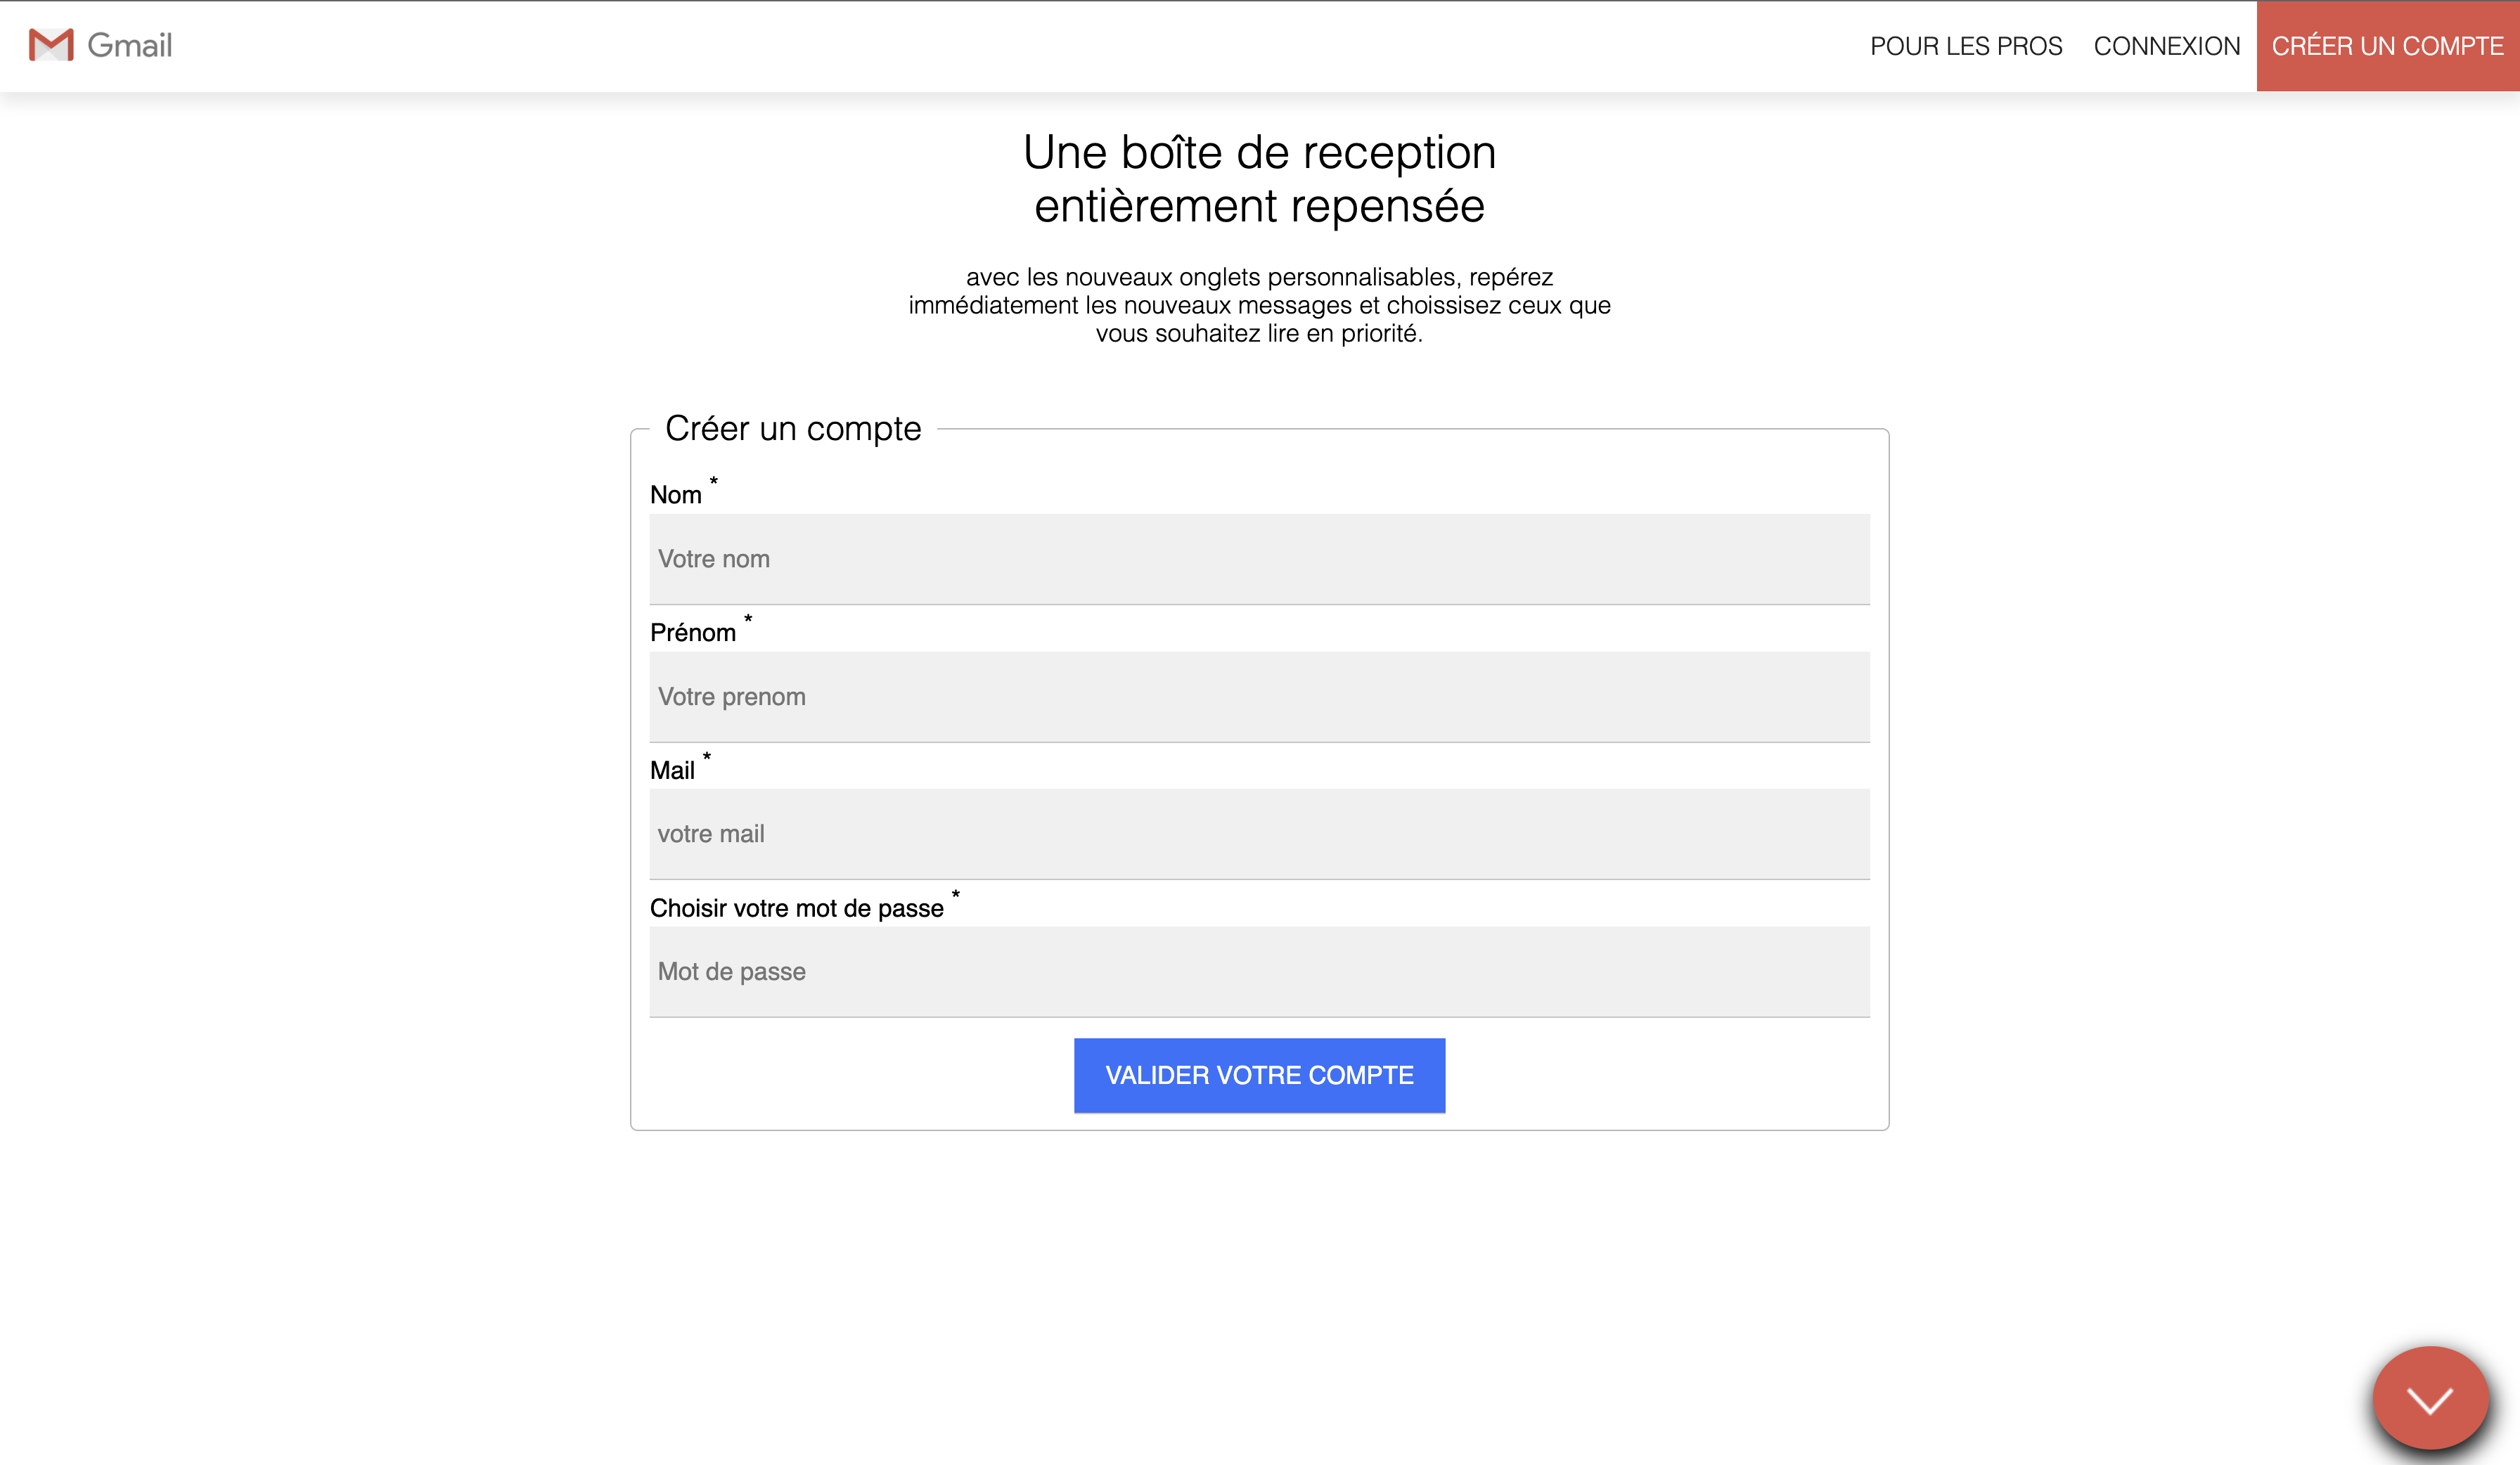 Gmail
POUR LES PROS
CONNEXION
CRÉER UN COMPTE
Une boîte de reception
entièrement repensée
avec les nouveaux onglets personnalisables, repérez
immédiatement les nouveaux messages et choissisez ceux que
vous souhaitez lire en priorité.
Créer un compte
Nom *
Votre nom
Prénom *
Votre prenom
Mail *
votre mail
Choisir votre mot de passe *
Mot de passe
VALIDER VOTRE COMPTE